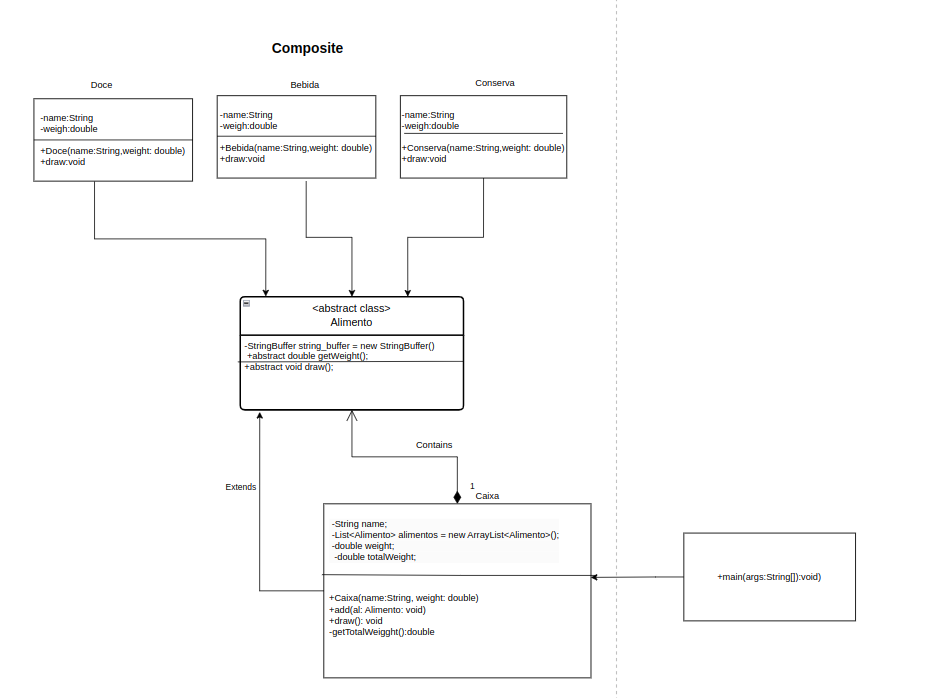 Composite
Doce
-name:String
-weigh:double
+Doce(name:String,weight: double)
+draw:void
Bebida
-name:String
-weigh:double
+Bebida(name:String,weight: double)
+draw:void
Conserva
-name:String
-weigh:double
+Conserva(name:String,weight: double)
+draw:void
<abstract class>
Alimento
-StringBuffer string_buffer = new StringBuffer()
+abstract double getWeight();
+abstract void draw();
Contains
Extends
1
Caixa
-String name;
-List<Alimento> alimentos = new ArrayList<Alimento>();
-double weight;
-double totalWeight;
+Caixa(name:String, weight: double)
+add(al: Alimento: void)
+draw(): void
-getTotalWeigght():double
+main(args:String[]):void)